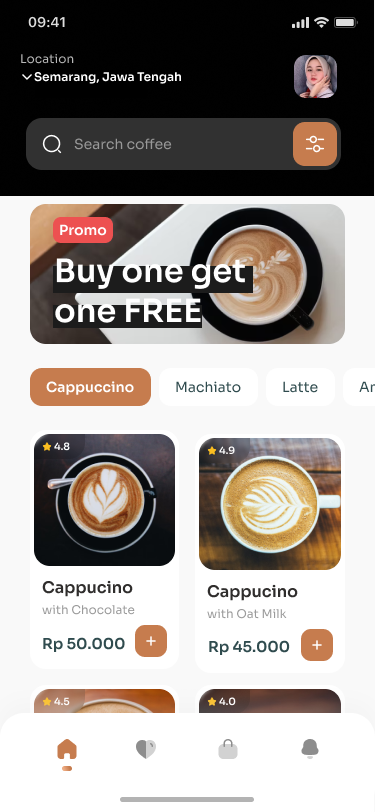 09:41
Location
Semarang, Jawa Tengah
Search coffee
Promo
Buy one get
one FREE
Cappuccino
Machiato
Latte
4.8
4.9
Cappucino
with Chocolate
Rp 50.000
Cappucino
with Oat Milk
Rp 45.000
4.5
4.0